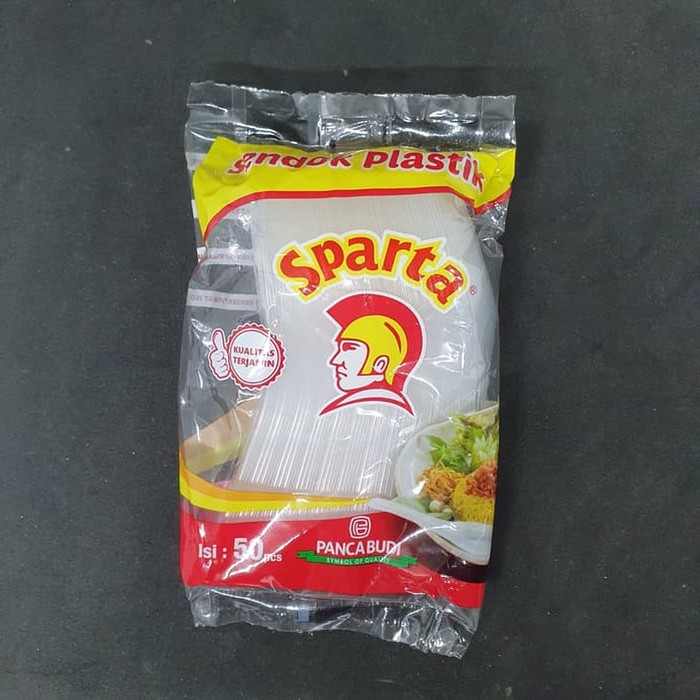 Sendok Plastik
Sparta®
KUALITAS
TERJAMIN
Isi : 50 pcs
PANCA BUDI
SYMBOL OF QUALITY